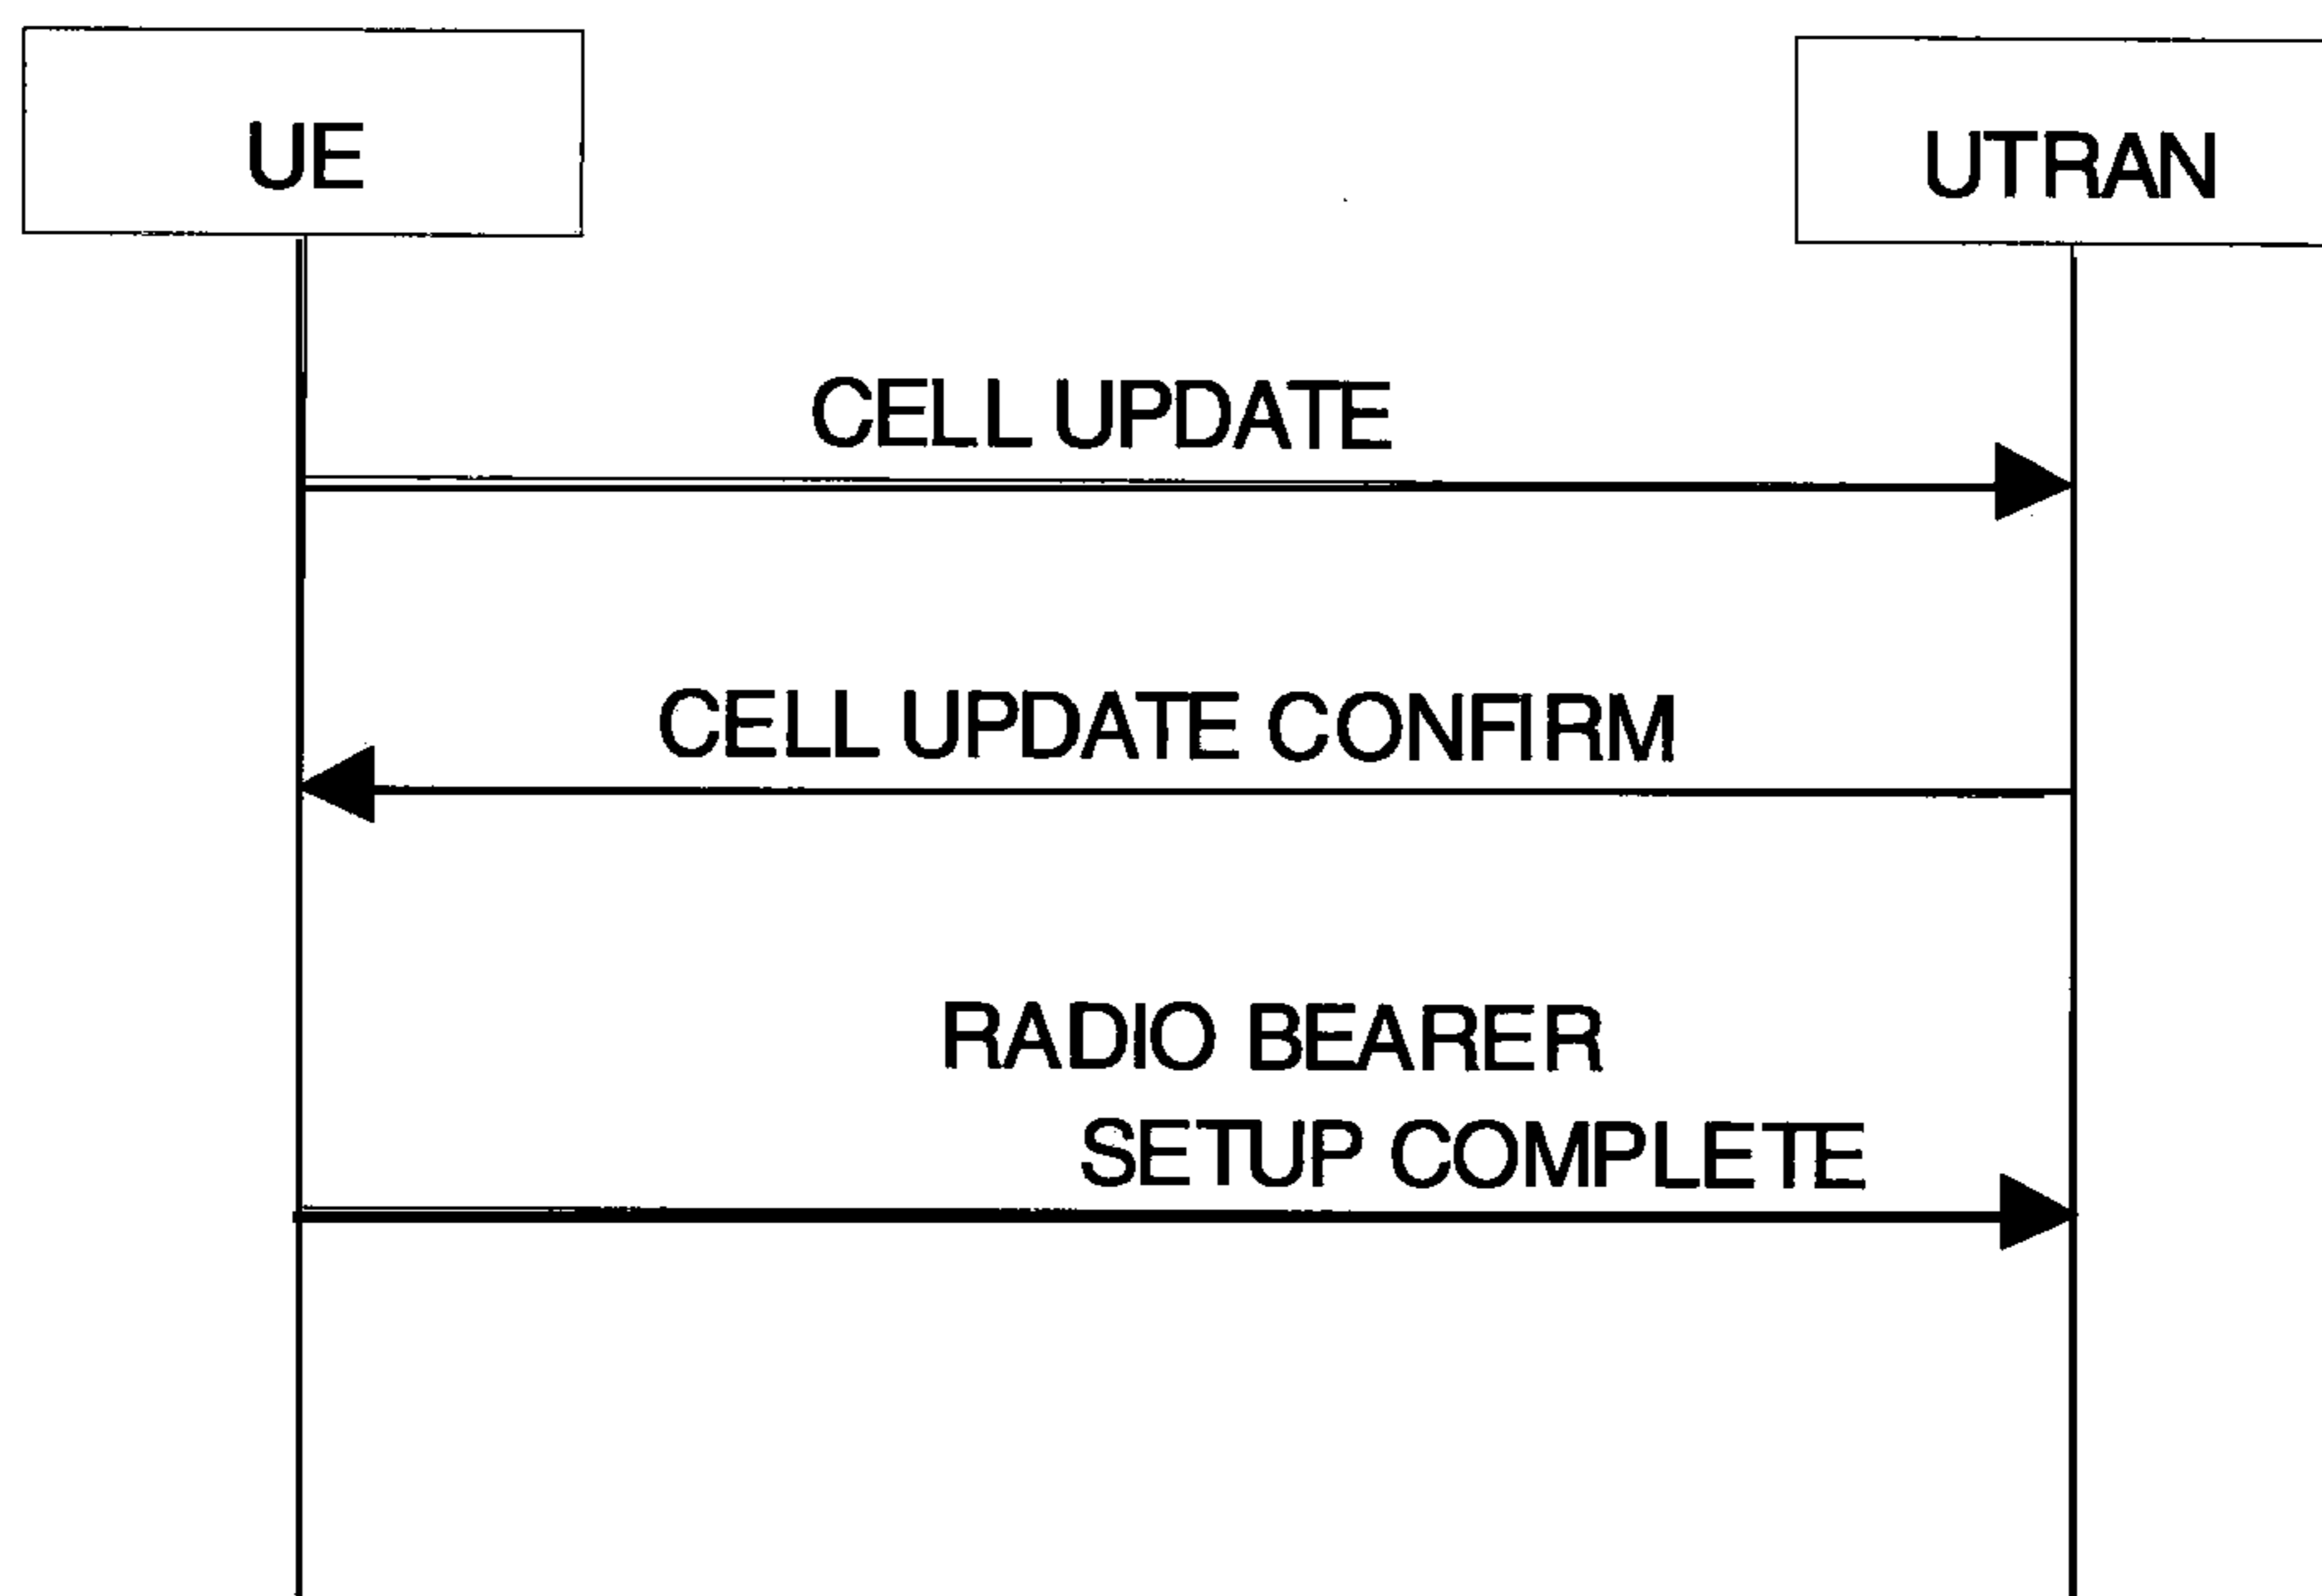 UE
UTRAN
CELL UPDATE
CELL UPDATE CONFIRM
RADIO BEARER
SETUP COMPLETE